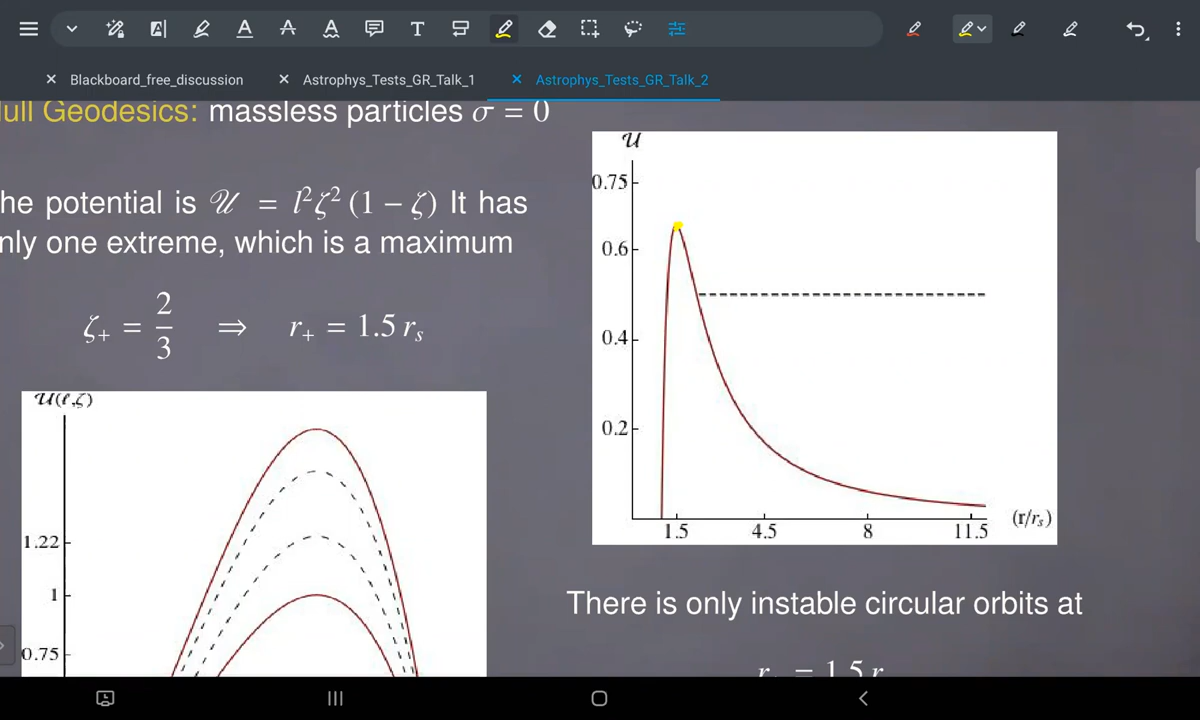 Blackboard_free_discussion
Astrophys_Tests_GR_Talk_1
Astrophys_Tests_GR_Talk_2
ull Geodesics: massless particles σ = 0
he potential is 𝒰 = l²ζ² (1 − ζ) It has
nly one extreme, which is a maximum
ζ₊ = 2/3 ⇒ r₊ = 1.5 rₛ
𝒰(ℓ,ζ)
1.22
1
0.75
𝒰
0.75
0.6
0.4
0.2
1.5 4.5 8 11.5 (r/rₛ)
There is only instable circular orbits at